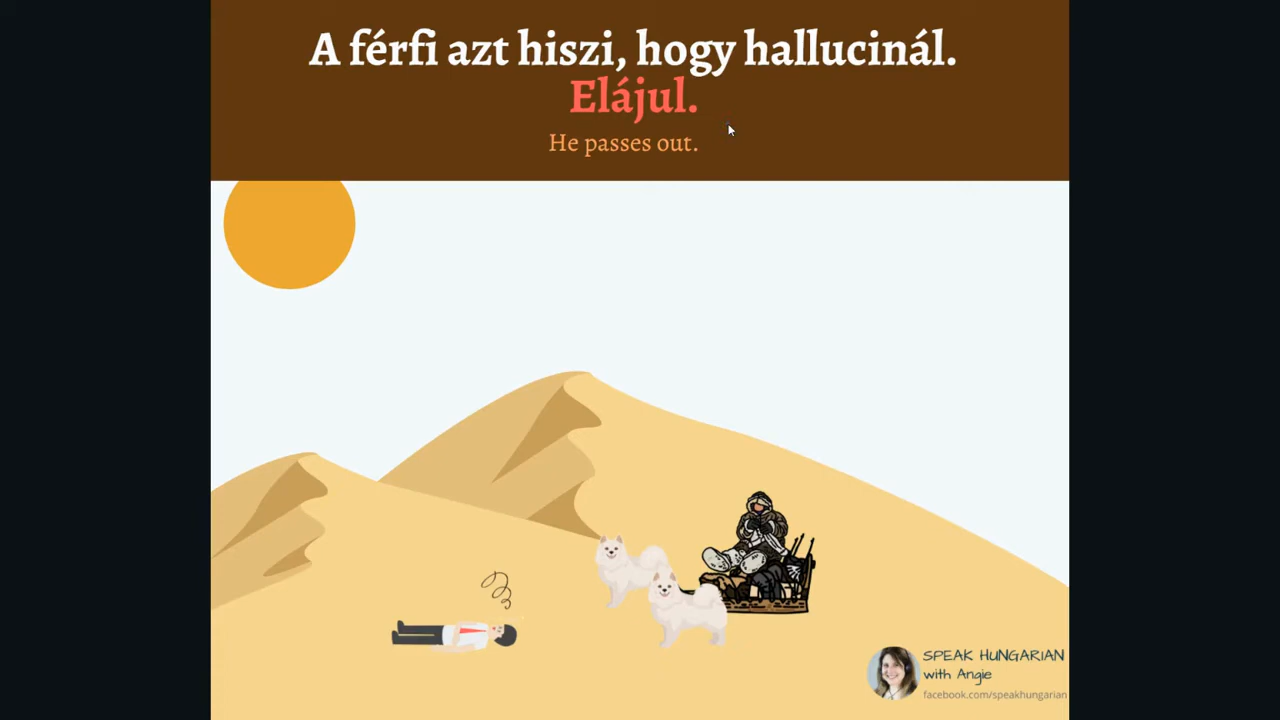 A férfi azt hiszi, hogy hallucinál.
Elájul.
He passes out.
SPEAK HUNGARIAN
with Angie
facebook.com/speakhungarian